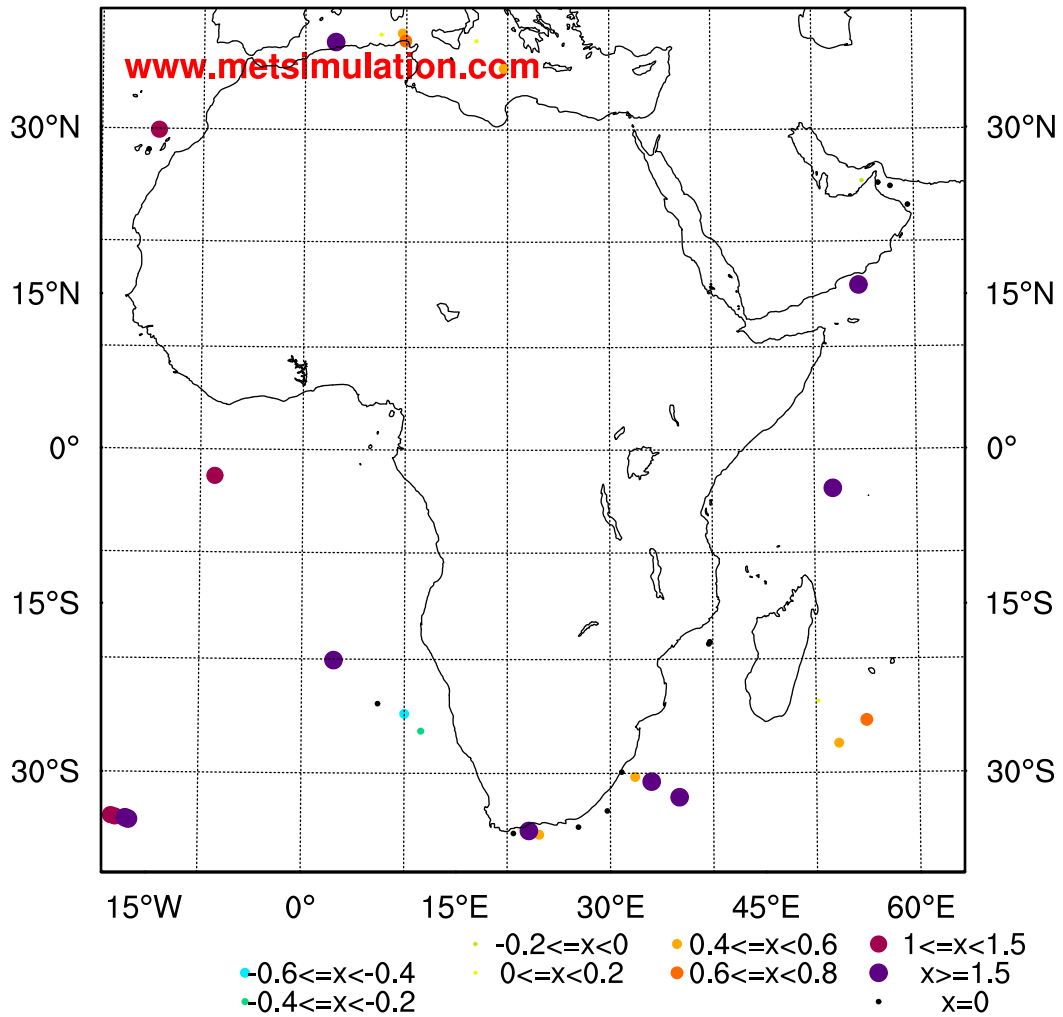 www.metsimulation.com
30°N 30°N
15°N 15°N
0° 0°
15°S 15°S
30°S 30°S
15°W 0° 15°E 30°E 45°E 60°E
-0.2<=x<0 0.4<=x<0.6 1<=x<1.5
-0.6<=x<-0.4 0<=x<0.2 0.6<=x<0.8 x>=1.5
-0.4<=x<-0.2 x=0